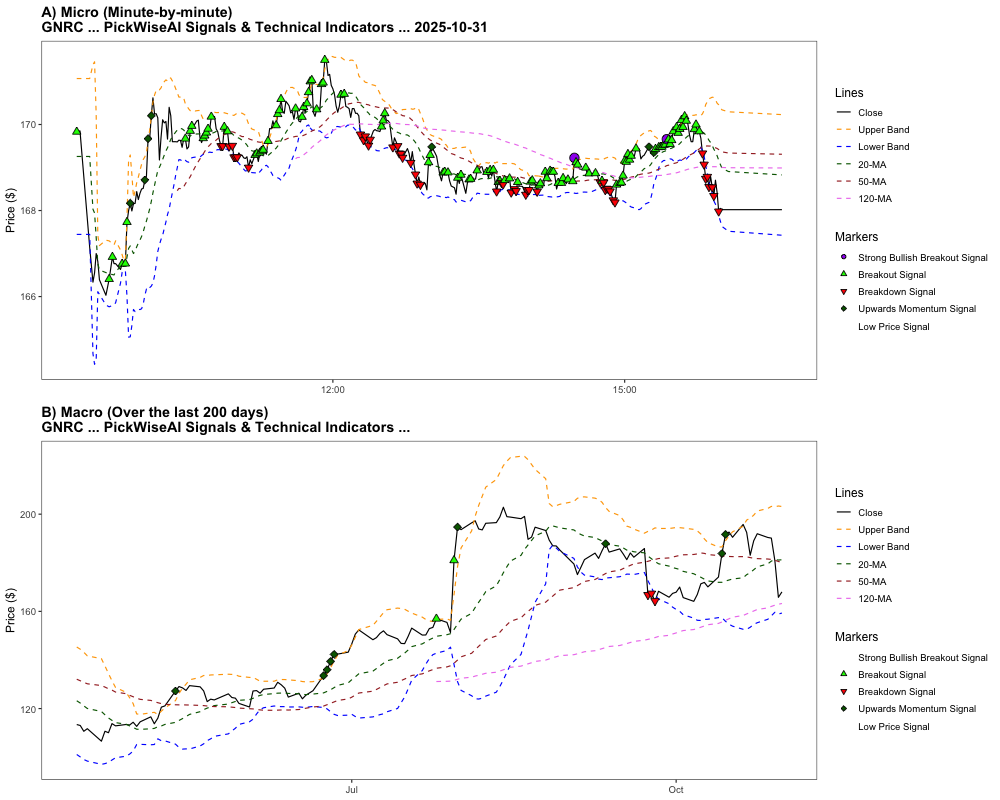 A) Micro (Minute-by-minute)
GNRC ... PickWiseAI Signals & Technical Indicators ... 2025-10-31
Price ($)
170
168
166
12:00
15:00
Lines
Close
Upper Band
Lower Band
20-MA
50-MA
120-MA
Markers
Strong Bullish Breakout Signal
Breakout Signal
Breakdown Signal
Upwards Momentum Signal
Low Price Signal
B) Macro (Over the last 200 days)
GNRC ... PickWiseAI Signals & Technical Indicators ...
Price ($)
200
160
120
Jul
Oct
Lines
Close
Upper Band
Lower Band
20-MA
50-MA
120-MA
Markers
Strong Bullish Breakout Signal
Breakout Signal
Breakdown Signal
Upwards Momentum Signal
Low Price Signal